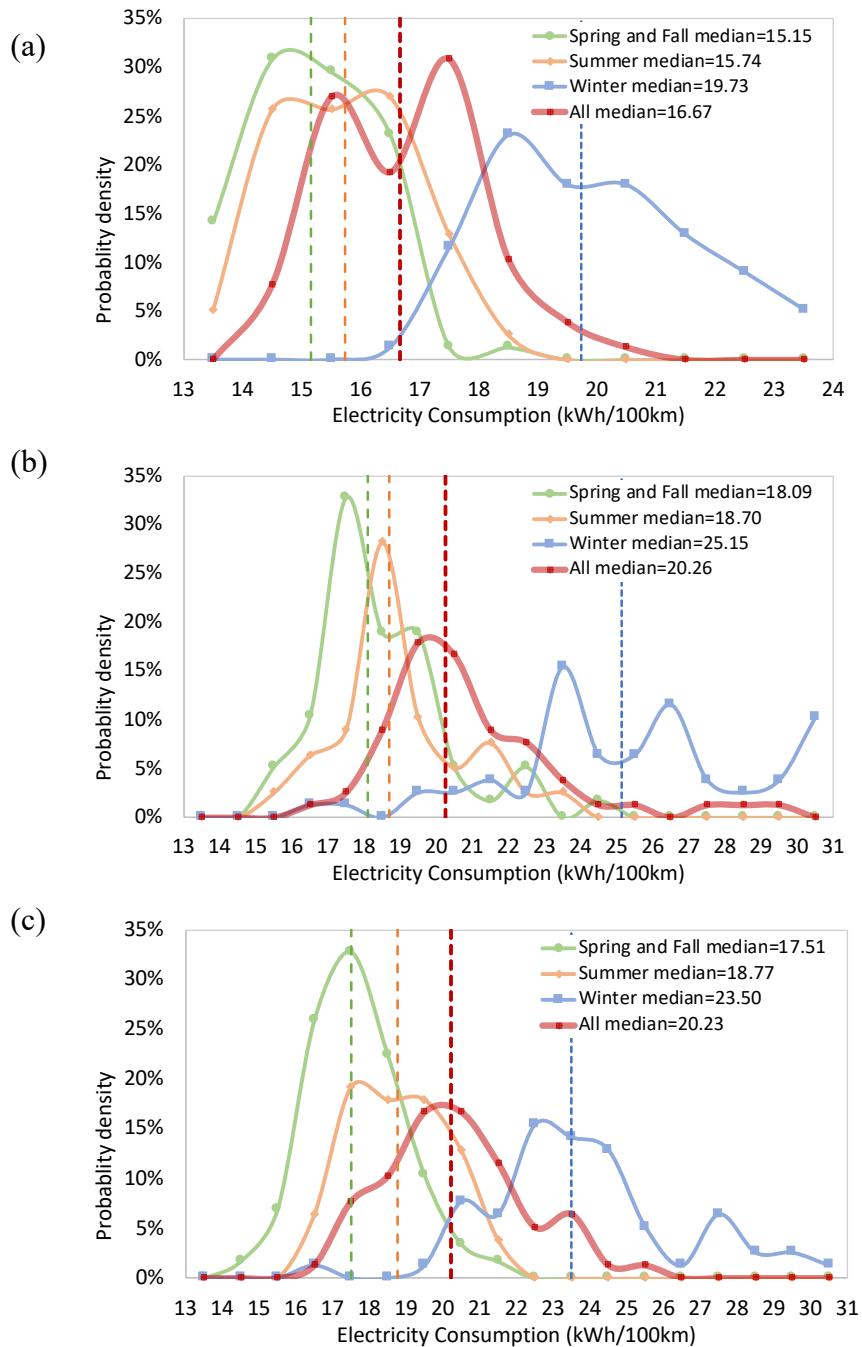 (a)
35%
30%
25%
20%
15%
10%
5%
0%
Probablity density
Spring and Fall median=15.15
Summer median=15.74
Winter median=19.73
All median=16.67
13 14 15 16 17 18 19 20 21 22 23 24
Electricity Consumption (kWh/100km)
(b)
35%
30%
25%
20%
15%
10%
5%
0%
Probablity density
Spring and Fall median=18.09
Summer median=18.70
Winter median=25.15
All median=20.26
13 14 15 16 17 18 19 20 21 22 23 24 25 26 27 28 29 30 31
Electricity Consumption (kWh/100km)
(c)
35%
30%
25%
20%
15%
10%
5%
0%
Probablity density
Spring and Fall median=17.51
Summer median=18.77
Winter median=23.50
All median=20.23
13 14 15 16 17 18 19 20 21 22 23 24 25 26 27 28 29 30 31
Electricity Consumption (kWh/100km)